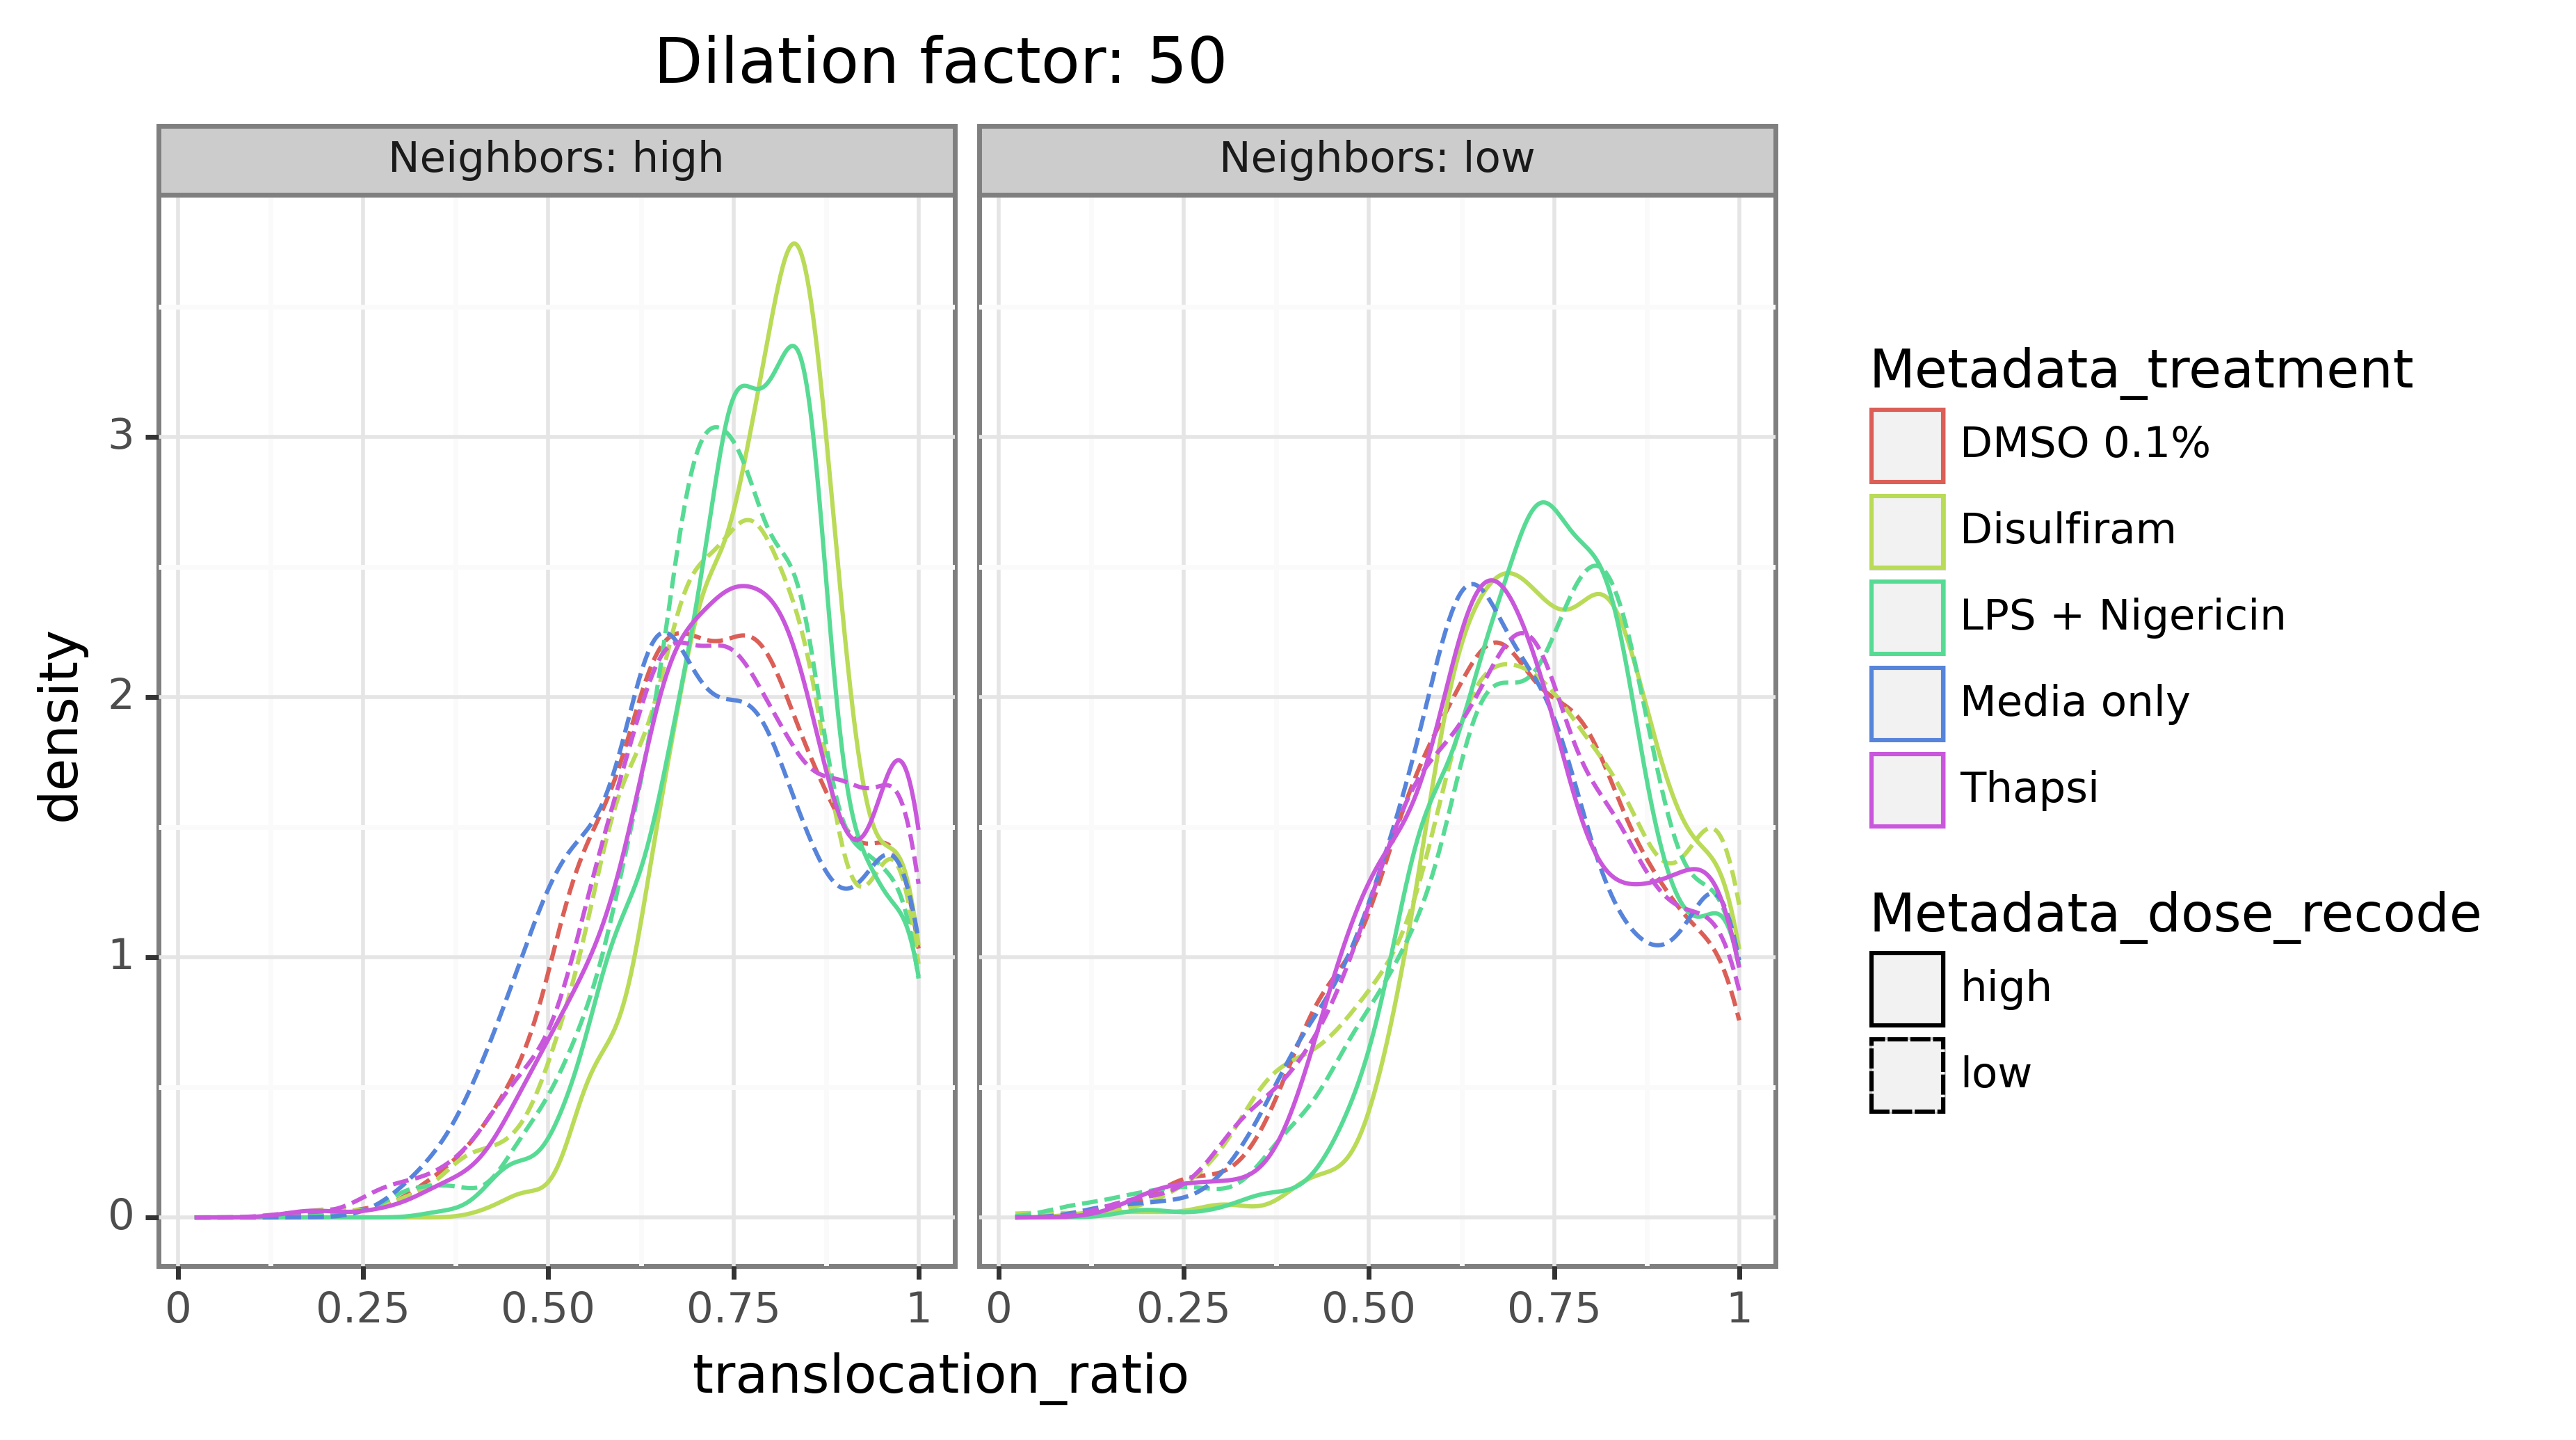 Dilation factor: 50
Neighbors: high
Neighbors: low
density
3
2
1
0
0
0.25
0.50
0.75
1
0
0.25
0.50
0.75
1
translocation_ratio
Metadata_treatment
DMSO 0.1%
Disulfiram
LPS + Nigericin
Media only
Thapsi
Metadata_dose_recode
high
low